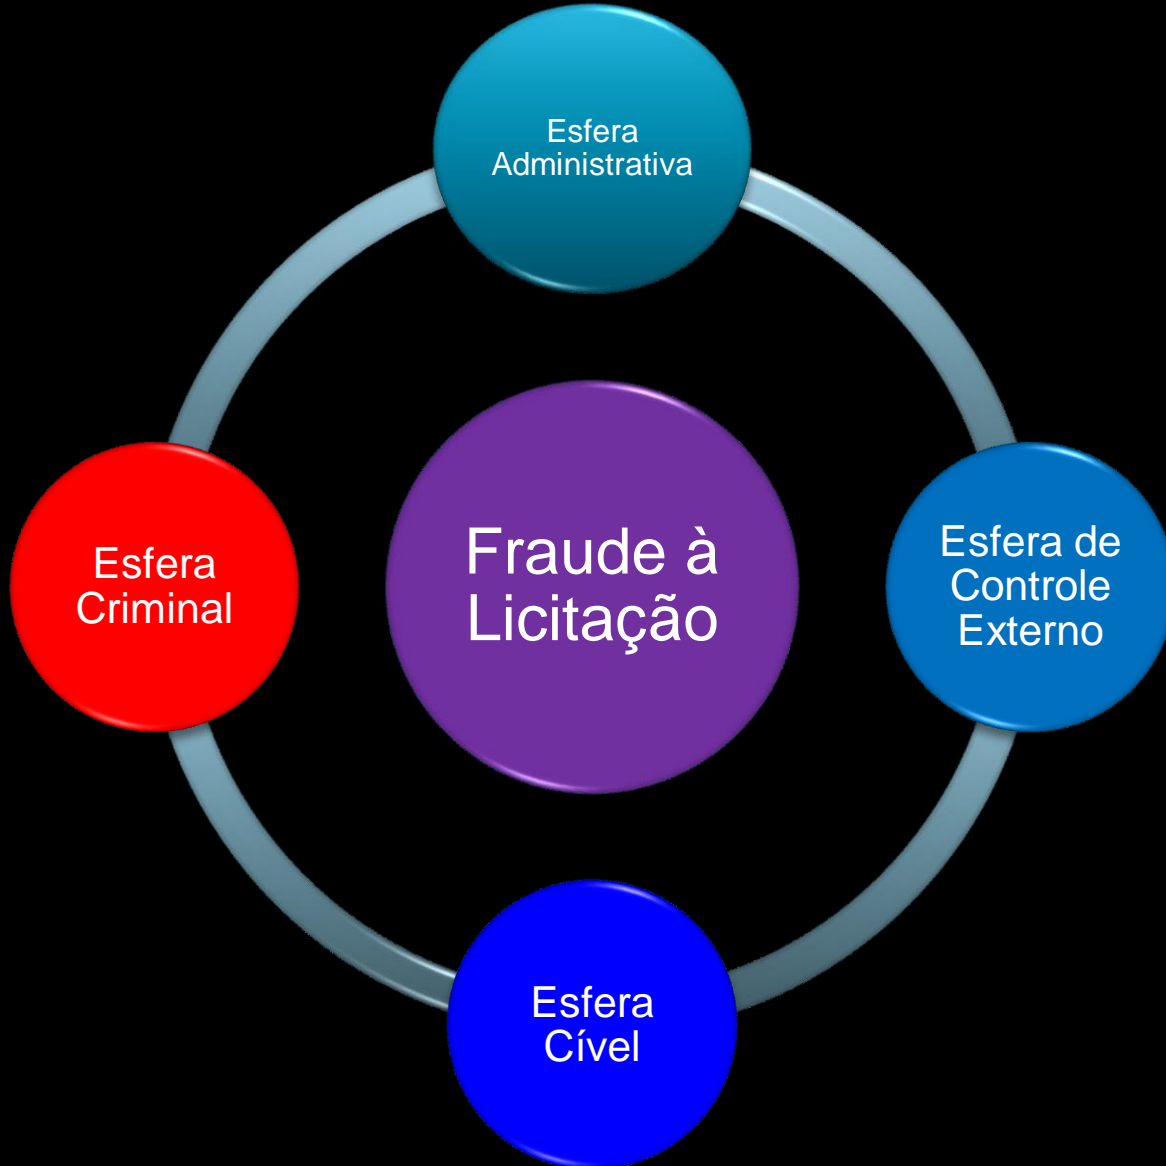 Esfera
Administrativa
Esfera
Criminal
Fraude à
Licitação
Esfera de
Controle
Externo
Esfera
Cível